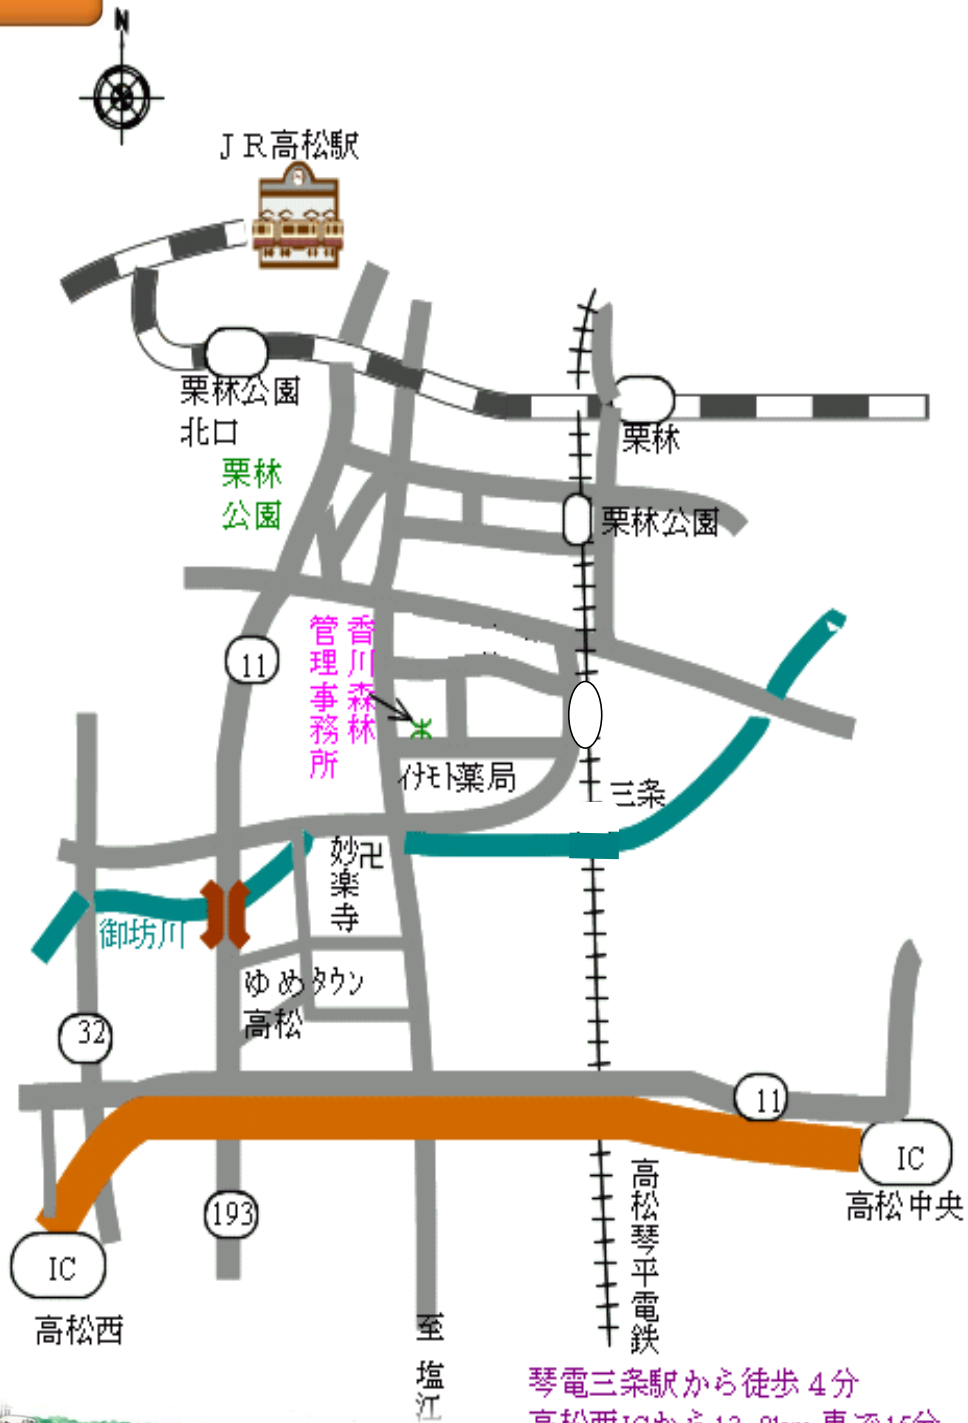 N
ＪＲ高松駅
栗林公園
北口
栗林
栗林
公園
栗林公園
11
香川森林
管理事務所
ｲﾅﾓﾄ薬局
三条
妙楽寺
卍
御坊川
ゆめﾀｳﾝ
高松
32
11
IC
高松中央
193
IC
高松西
高松琴平電鉄
至塩江
琴電三条駅から徒歩４分